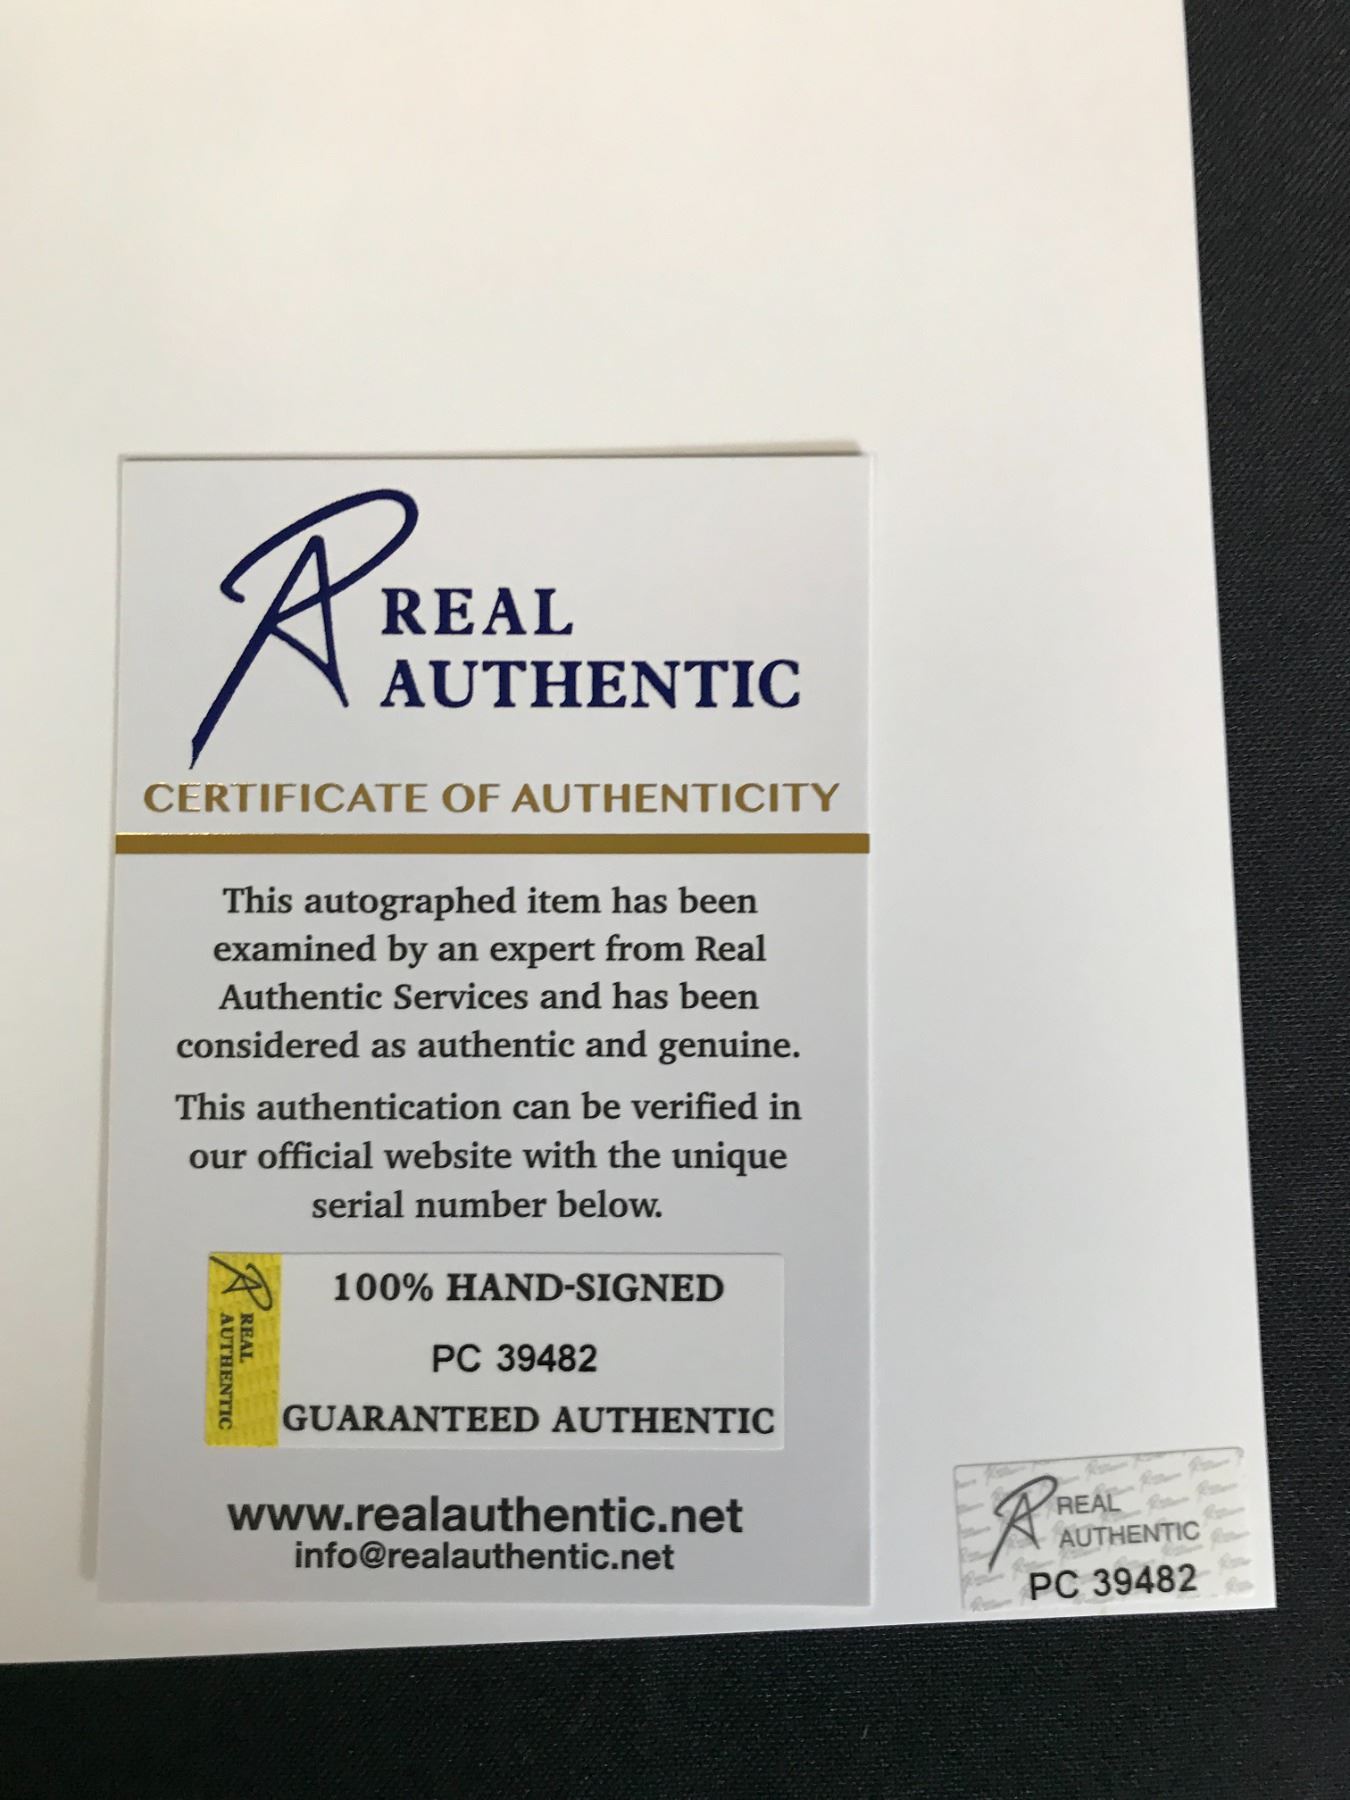 REAL
AUTHENTIC
CERTIFICATE OF AUTHENTICITY
This autographed item has been
examined by an expert from Real
Authentic Services and has been
considered as authentic and genuine.
This authentication can be verified in
our official website with the unique
serial number below.
REAL
AUTHENTIC
100% HAND-SIGNED
PC 39482
GUARANTEED AUTHENTIC
www.realauthentic.net
info@realauthentic.net
REAL
AUTHENTIC
PC 39482